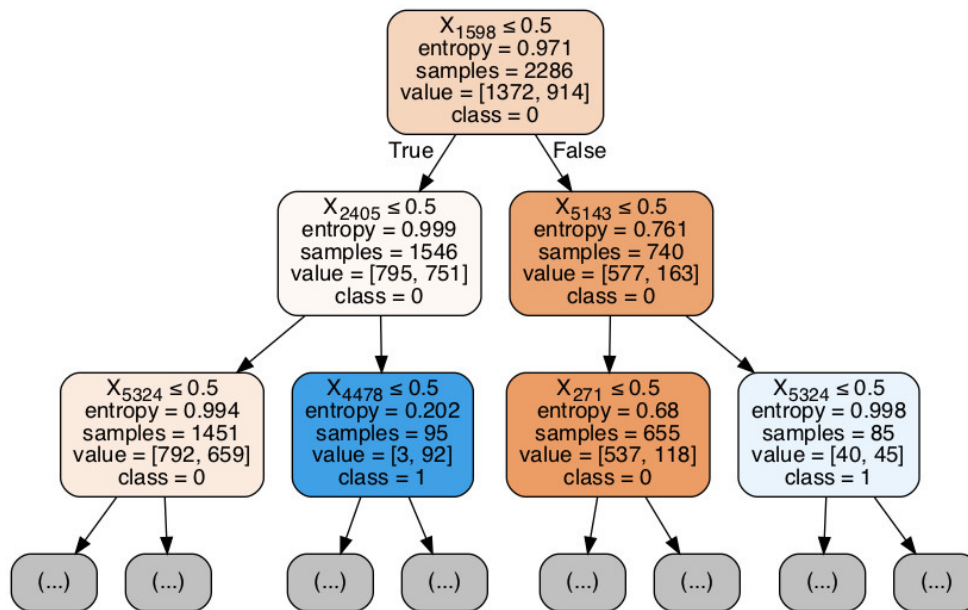 X1598 ≤ 0.5
entropy = 0.971
samples = 2286
value = [1372, 914]
class = 0
True
False
X2405 ≤ 0.5
entropy = 0.999
samples = 1546
value = [795, 751]
class = 0
X5143 ≤ 0.5
entropy = 0.761
samples = 740
value = [577, 163]
class = 0
X5324 ≤ 0.5
entropy = 0.994
samples = 1451
value = [792, 659]
class = 0
X4478 ≤ 0.5
entropy = 0.202
samples = 95
value = [3, 92]
class = 1
X271 ≤ 0.5
entropy = 0.68
samples = 655
value = [537, 118]
class = 0
X5324 ≤ 0.5
entropy = 0.998
samples = 85
value = [40, 45]
class = 1
(...)
(...)
(...)
(...)
(...)
(...)
(...)
(...)